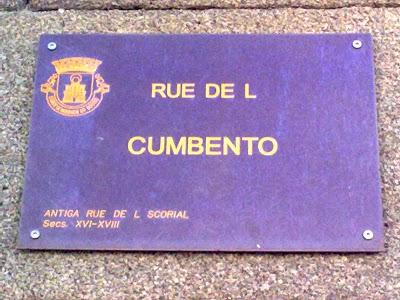 RUE DE L
CUMBENTO
ANTIGA RUE DE L SCORIAL
Secs. XVI-XVIII